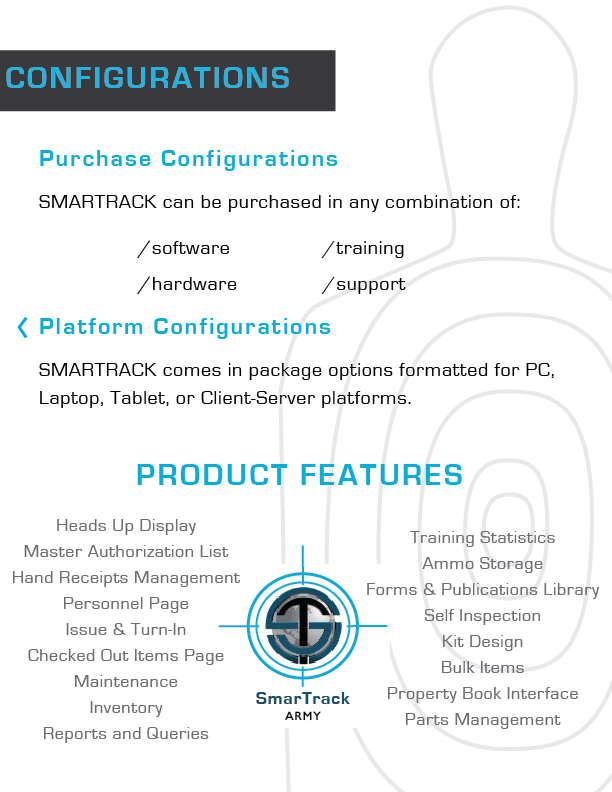 CONFIGURATIONS
Purchase Configurations
SMARTRACK can be purchased in any combination of:
/software
/training
/hardware
/support
Platform Configurations
SMARTRACK comes in package options formatted for PC,
Laptop, Tablet, or Client-Server platforms.
PRODUCT FEATURES
Heads Up Display
Master Authorization List
Hand Receipts Management
Personnel Page
Issue & Turn-In
Checked Out Items Page
Maintenance
Inventory
Reports and Queries
SmarTrack
ARMY
Training Statistics
Ammo Storage
Forms & Publications Library
Self Inspection
Kit Design
Bulk Items
Property Book Interface
Parts Management